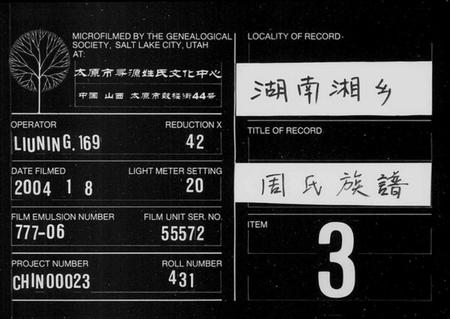 MICROFILMED BY THE GENEALOGICAL
SOCIETY, SALT LAKE CITY, UTAH
AT:
太原市寻源姓氏文化中心
中国 山西 太原市鼓楼街44号
OPERATOR
LIUNING.169
REDUCTION X
42
DATE FILMED
2004 1 8
LIGHT METER SETTING
20
FILM EMULSION NUMBER
777-06
FILM UNIT SER. NO.
55572
PROJECT NUMBER
CHIN00023
ROLL NUMBER
431
LOCALITY OF RECORD
湖南湘乡
TITLE OF RECORD
周氏族譜
ITEM
3